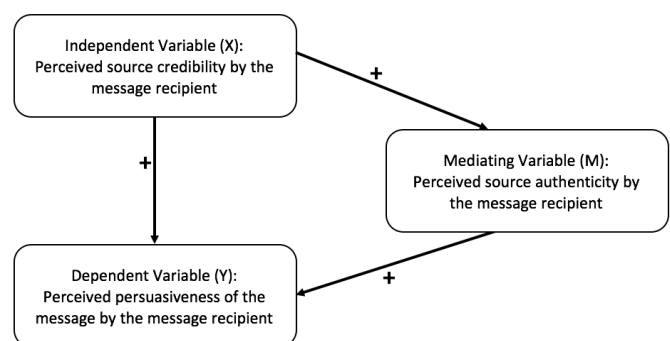 Independent Variable (X):
Perceived source credibility by the
message recipient
+
+
Mediating Variable (M):
Perceived source authenticity by
the message recipient
Dependent Variable (Y):
Perceived persuasiveness of the
message by the message recipient
+